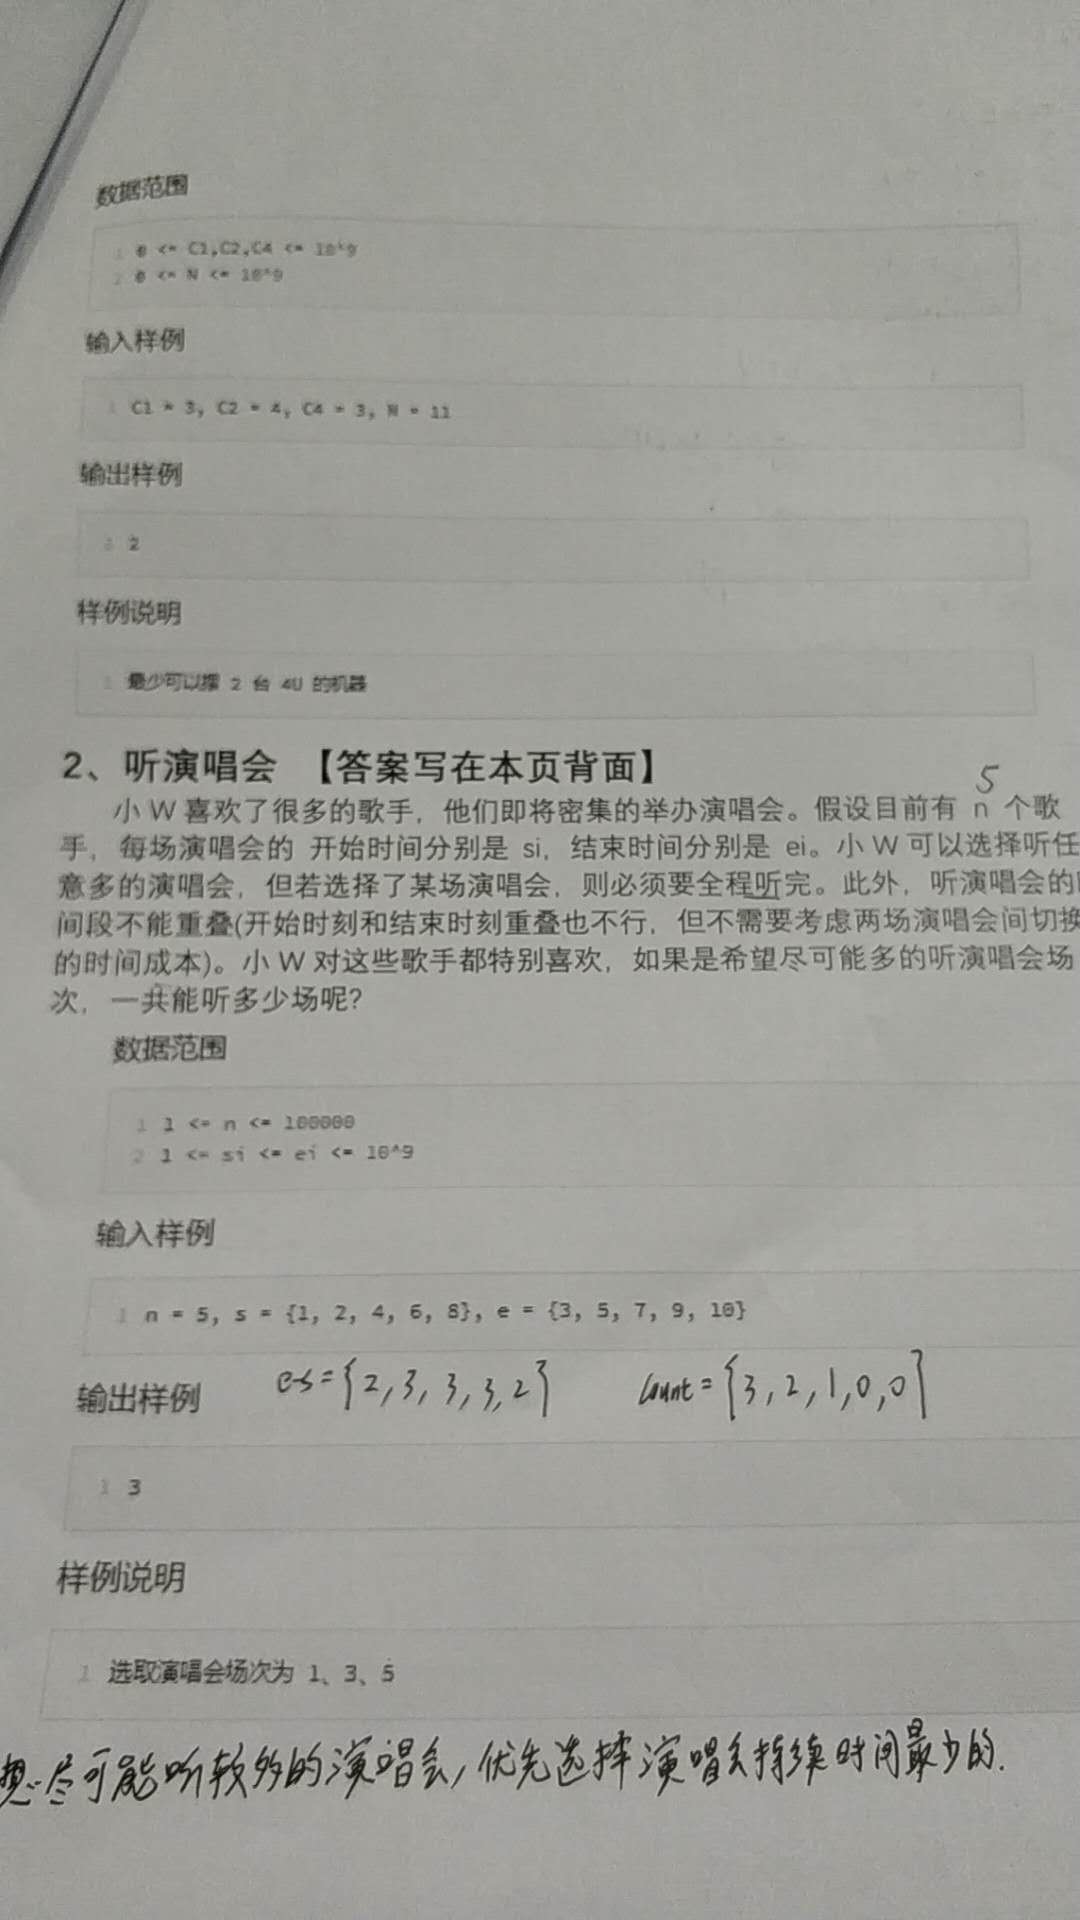 数据范围
1 0 <= C1,C2,C4 <= 10^9
2 0 <= N <= 10^9
输入样例
1 C1 = 3, C2 = 4, C4 = 3, N = 11
输出样例
1 2
样例说明
1 最少可以摆 2 台 4U 的机器
2、听演唱会 【答案写在本页背面】
5
小 W 喜欢了很多的歌手，他们即将密集的举办演唱会。假设目前有 n 个歌
手，每场演唱会的 开始时间分别是 si，结束时间分别是 ei。小 W 可以选择听任
意多的演唱会，但若选择了某场演唱会，则必须要全程听完。此外，听演唱会的
间段不能重叠(开始时刻和结束时刻重叠也不行，但不需要考虑两场演唱会间切换
的时间成本)。小 W 对这些歌手都特别喜欢，如果是希望尽可能多的听演唱会场
次，一共能听多少场呢?
数据范围
1 1 <= n <= 100000
2 1 <= si <= ei <= 10^9
输入样例
1 n = 5, s = {1, 2, 4, 6, 8}, e = {3, 5, 7, 9, 10}
输出样例 e-s={2,3,3,3,2} count={3,2,1,0,0}
1 3
样例说明
1 选取演唱会场次为 1、3、5
想:尽可能听较多的演唱会,优先选择演唱会持续时间最少的.